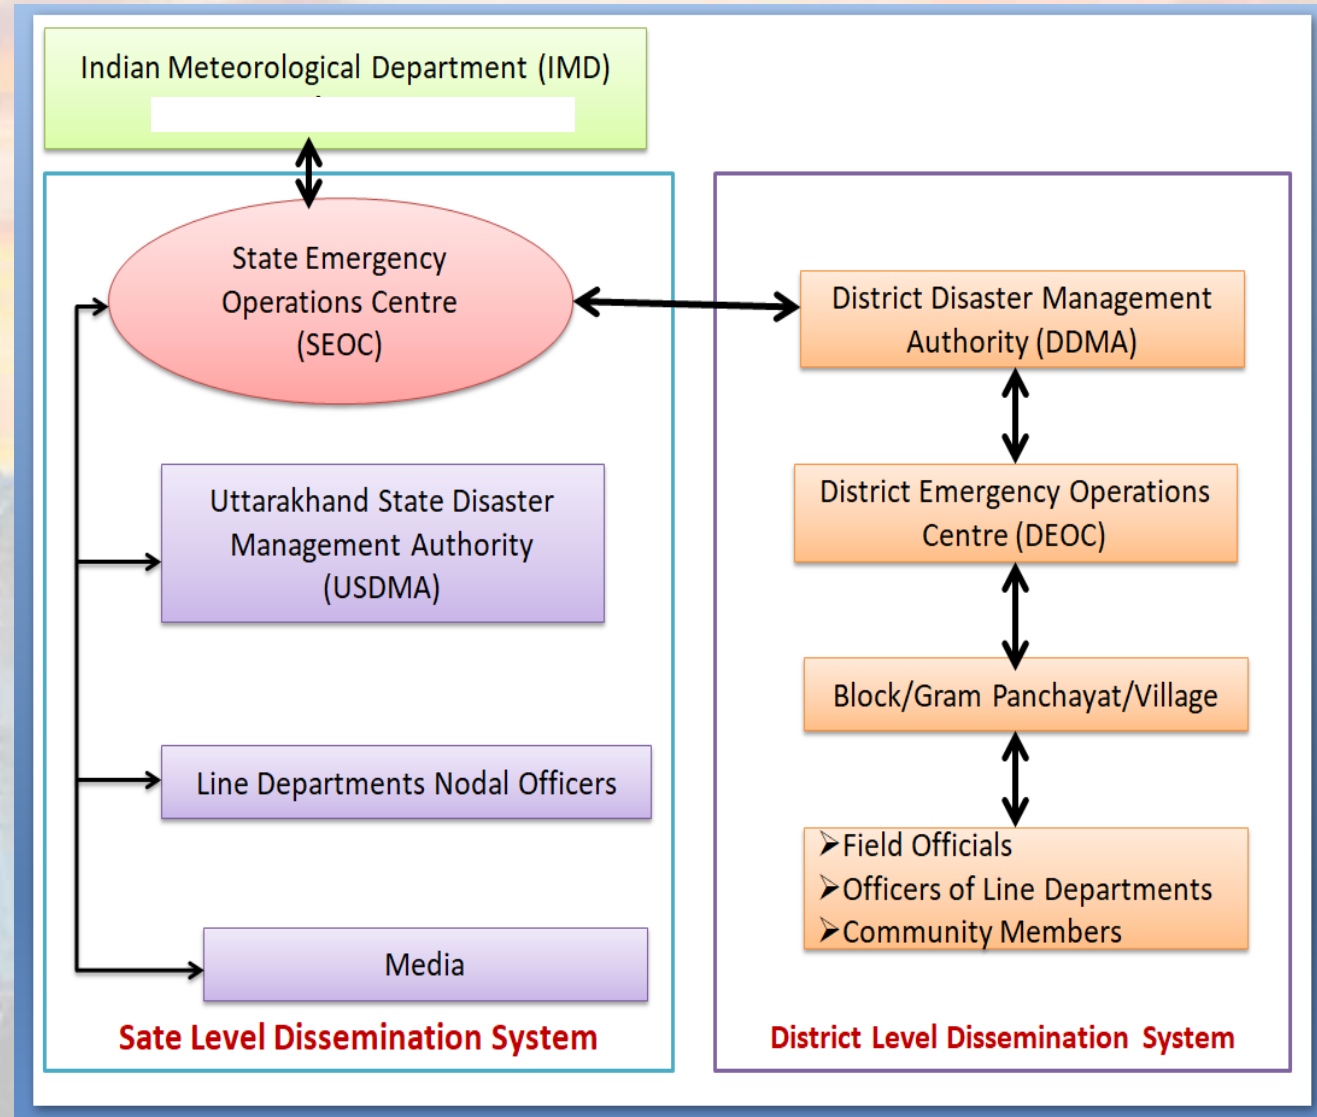 Indian Meteorological Department (IMD)
State Emergency
Operations Centre
(SEOC)
Uttarakhand State Disaster
Management Authority
(USDMA)
Line Departments Nodal Officers
Media
Sate Level Dissemination System
District Disaster Management
Authority (DDMA)
District Emergency Operations
Centre (DEOC)
Block/Gram Panchayat/Village
➢Field Officials
➢Officers of Line Departments
➢Community Members
District Level Dissemination System